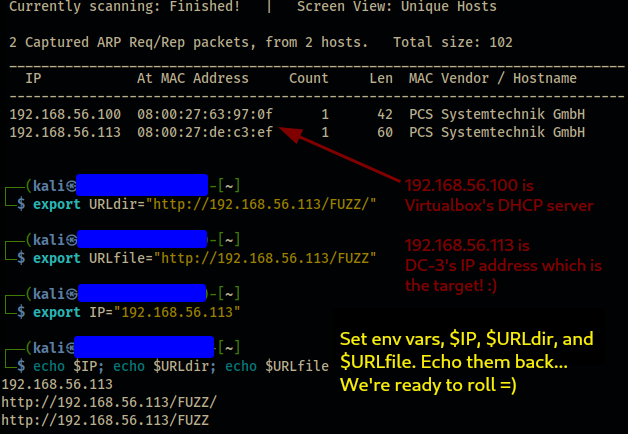 Currently scanning: Finished!   |   Screen View: Unique Hosts
2 Captured ARP Req/Rep packets, from 2 hosts.   Total size: 102
IP            At MAC Address     Count     Len  MAC Vendor / Hostname
192.168.56.100  08:00:27:63:97:0f      1      42  PCS Systemtechnik GmbH
192.168.56.113  08:00:27:de:c3:ef      1      60  PCS Systemtechnik GmbH
192.168.56.100 is
Virtualbox's DHCP server
(kali㉿ )-[~]
$ export URLdir="http://192.168.56.113/FUZZ/"
192.168.56.113 is
DC-3's IP address which is
the target! :)
(kali㉿ )-[~]
$ export URLfile="http://192.168.56.113/FUZZ"
(kali㉿ )-[~]
$ export IP="192.168.56.113"
Set env vars, $IP, $URLdir, and
$URLfile. Echo them back...
We're ready to roll =)
(kali㉿ )-[~]
$ echo $IP; echo $URLdir; echo $URLfile
192.168.56.113
http://192.168.56.113/FUZZ/
http://192.168.56.113/FUZZ